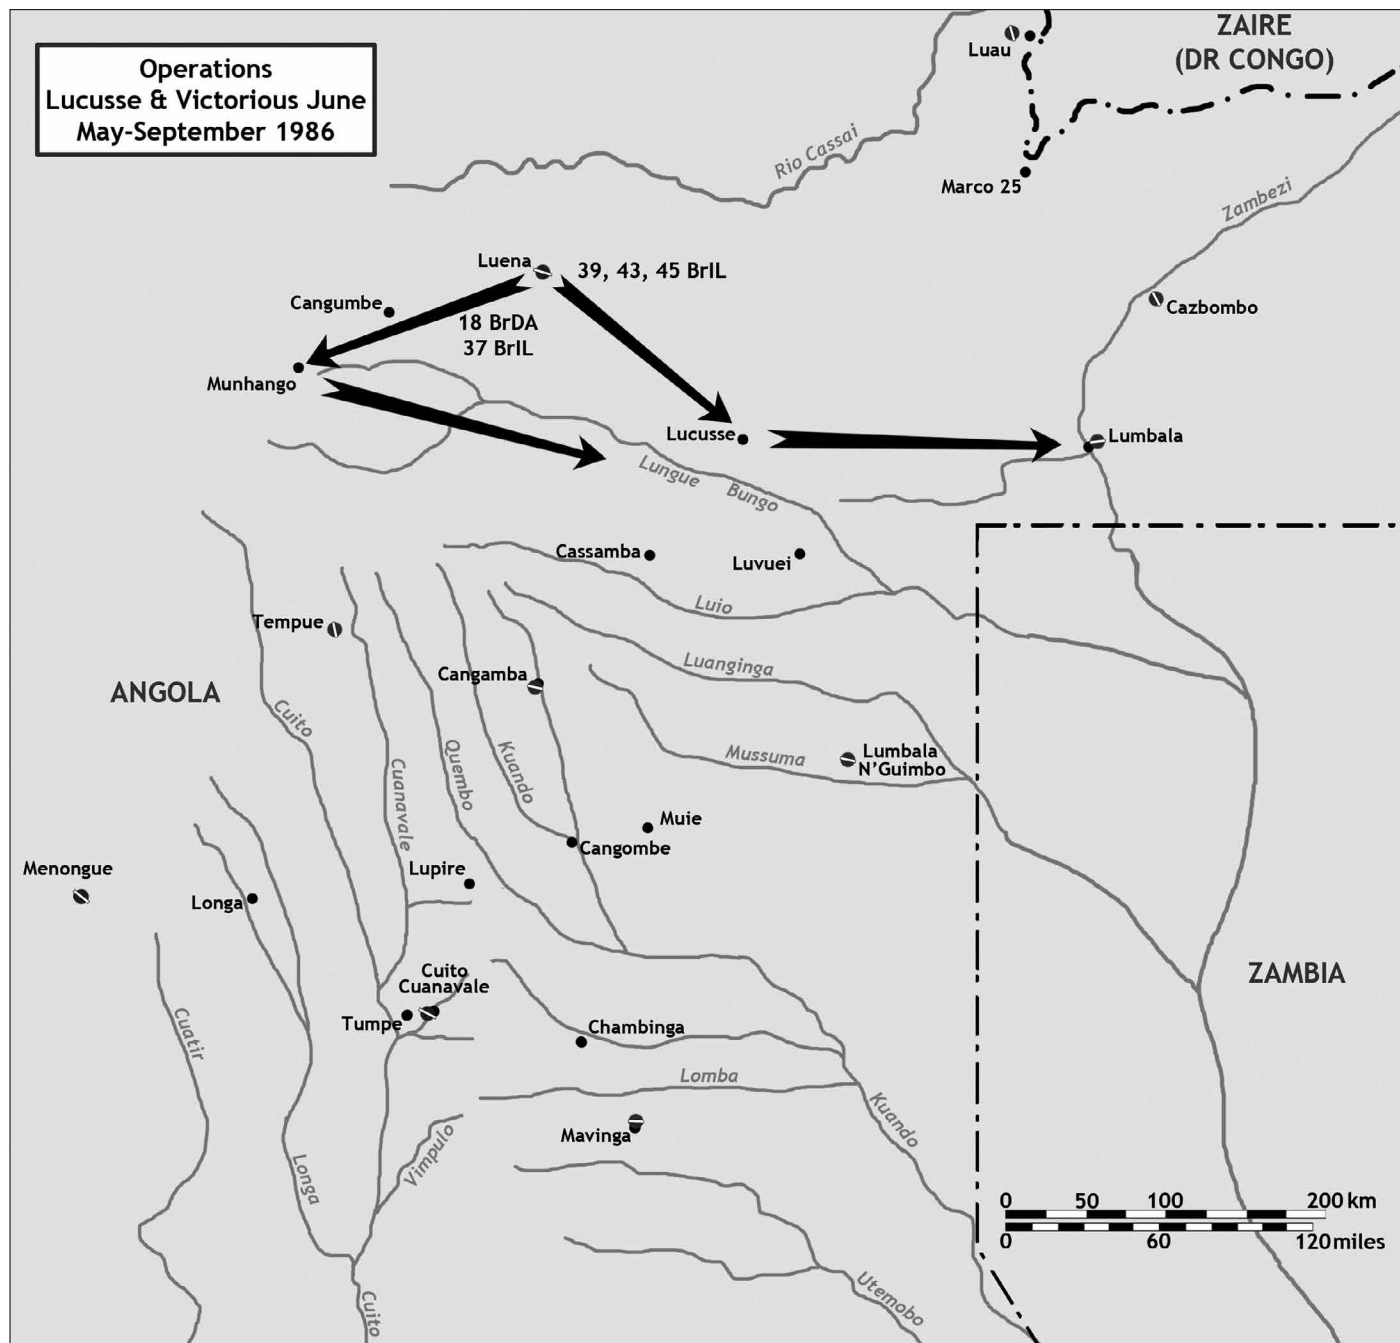 Operations
Lucusse & Victorious June
May-September 1986
ZAIRE
(DR CONGO)
Luau
Rio Cassai
Marco 25
Zambezi
Luena
39, 43, 45 BrIL
Cangumbe
18 BrDA
37 BrIL
Cazbombo
Munhango
Lucusse
Lumbala
Lungue Bungo
Cassamba
Luvuei
Luio
Tempue
Luanginga
Cangamba
ANGOLA
Cuito
Cuanavale
Quembo
Kuando
Mussuma
Lumbala
N'Guimbo
Muie
Cangombe
Menongue
Lupire
Longa
Cuito
Cuanavale
ZAMBIA
Tumpe
Cuatir
Chambinga
Lomba
Kuando
Mavinga
Vimpulo
Longa
0 50 100 200 km
0 60 120 miles
Utemobo
Cuito